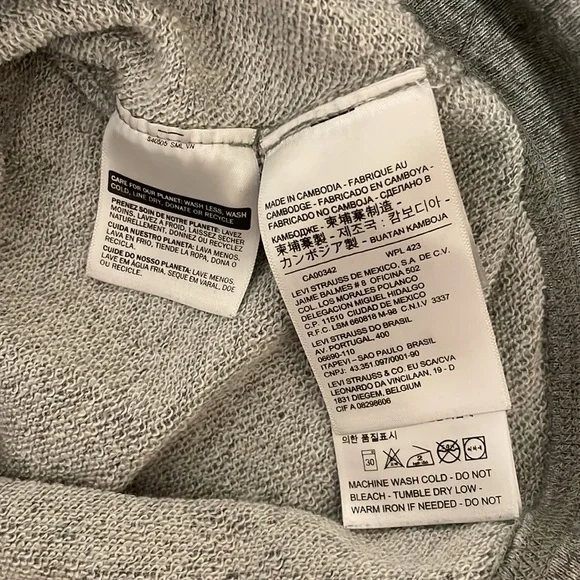 S4E505 SML VN
CARE FOR OUR PLANET: WASH LESS, WASH
COLD, LINE DRY, DONATE OR RECYCLE
PRENEZ SOIN DE NOTRE PLANETE: LAVEZ
MOINS, LAVEZ A FROID, LAISSEZ SECHER
NATURELLEMENT, DONNEZ OU RECYCLEZ
CUIDA NUESTRO PLANETA: LAVA MENOS,
LAVA EN FRIO, TIENDE LA ROPA, DONA O
RECICLA
CUIDE DO NOSSO PLANETA: LAVE MENOS,
LAVE EM ÁGUA FRIA, SEQUE EM VARAL, DOE
OU RECICLE
MADE IN CAMBODIA - FABRIQUE AU
CAMBODGE - FABRICADO EN CAMBOYA -
FABRICADO NO CAMBOJA - СДЕЛАНО В
КАМБОДЖЕ - 柬埔寨制造 -
柬埔寨製 - 제조국 : 캄보디아 -
カンボジア製 - BUATAN KAMBOJA
CA00342 WPL 423
LEVI STRAUSS DE MEXICO, S.A DE C.V.
JAIME BALMES # 8 OFICINA 502
COL. LOS MORALES POLANCO
DELEGACION MIGUEL HIDALGO
C.P. 11510 CIUDAD DE MEXICO
R.F.C. LSM 660818 M-98 C.N.I.V 3337
LEVI STRAUSS DO BRASIL
AV PORTUGAL, 400
06690-110
ITAPEVI-SAO PAULO BRASIL
CNPJ: 43.351.097/0001-90
LEVI STRAUSS & CO. EU SCA/CVA
LEONARDO DA VINCILAAN, 19 - D
1831 DIEGEM, BELGIUM
CIF A 08298606
의한 품질표시
30
MACHINE WASH COLD - DO NOT
BLEACH - TUMBLE DRY LOW -
WARM IRON IF NEEDED - DO NOT